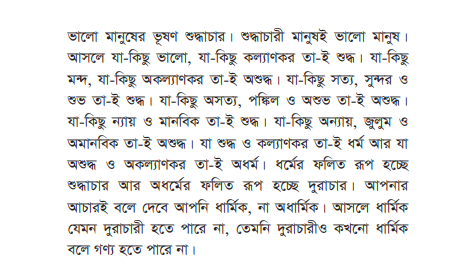 ভালো মানুষের ভূষণ শুদ্ধাচার। শুদ্ধাচারী মানুষই ভালো মানুষ।
আসলে যা-কিছু ভালো, যা-কিছু কল্যাণকর তা-ই শুদ্ধ। যা-কিছু
মন্দ, যা-কিছু অকল্যাণকর তা-ই অশুদ্ধ। যা-কিছু সত্য, সুন্দর ও
শুভ তা-ই শুদ্ধ। যা-কিছু অসত্য, পঙ্কিল ও অশুভ তা-ই অশুদ্ধ।
যা-কিছু ন্যায় ও মানবিক তা-ই শুদ্ধ। যা-কিছু অন্যায়, জুলুম ও
অমানবিক তা-ই অশুদ্ধ। যা শুদ্ধ ও কল্যাণকর তা-ই ধর্ম আর যা
অশুদ্ধ ও অকল্যাণকর তা-ই অধর্ম। ধর্মের ফলিত রূপ হচ্ছে
শুদ্ধাচার আর অধর্মের ফলিত রূপ হচ্ছে দুরাচার। আপনার
আচারই বলে দেবে আপনি ধার্মিক, না অধার্মিক। আসলে ধার্মিক
যেমন দুরাচারী হতে পারে না, তেমনি দুরাচারীও কখনো ধার্মিক
বলে গণ্য হতে পারে না।